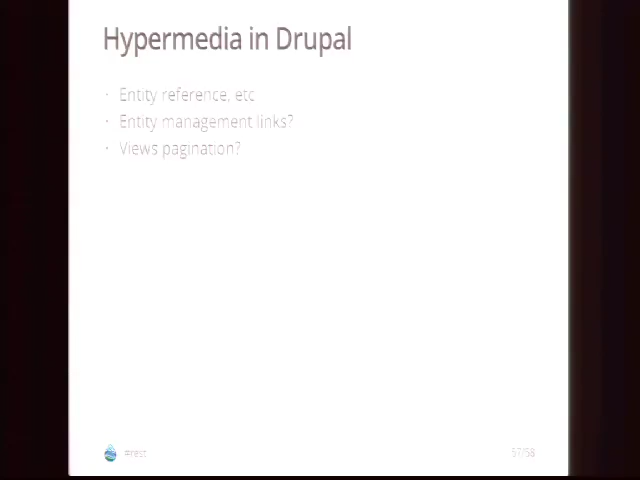 Hypermedia in Drupal
· Entity reference, etc
· Entity management links?
· Views pagination?
#rest
57/58